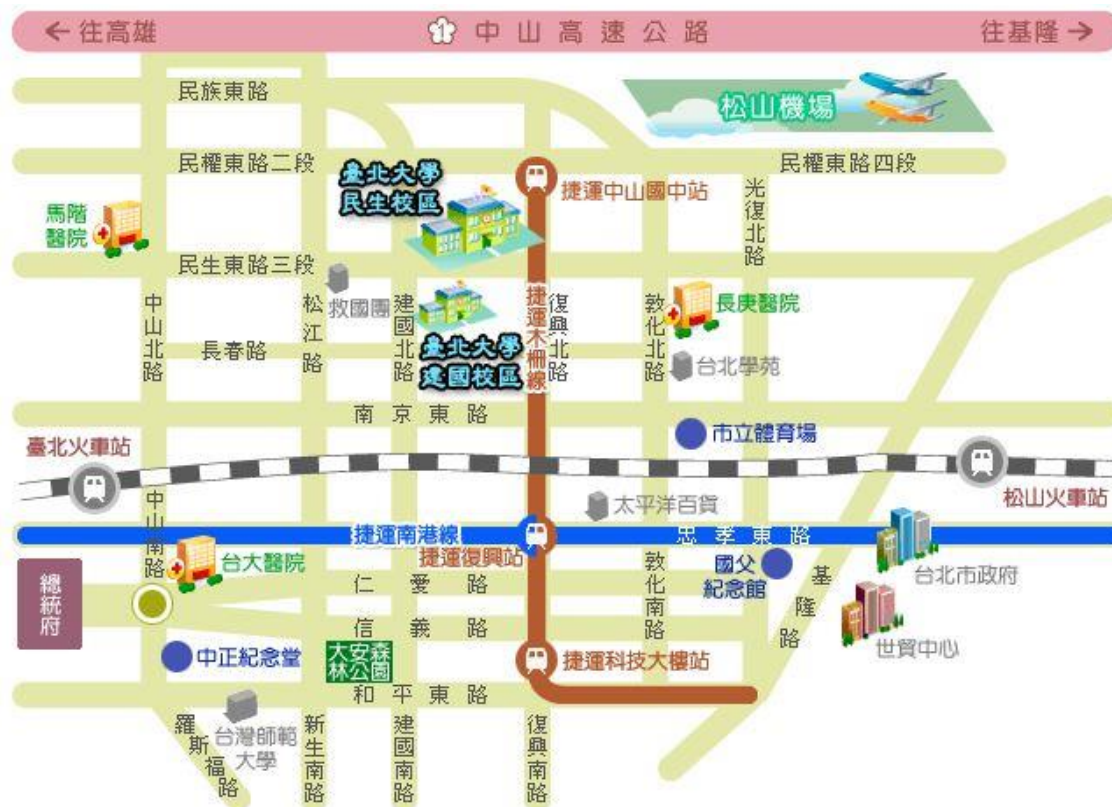 往高雄
1 中山高速公路
往基隆
民族東路
松山機場
民權東路二段
民權東路四段
臺北大學
民生校區
捷運中山國中站
光復北路
馬階
醫院
民生東路三段
救國團
長庚醫院
中山北路
松江路
建國北路
捷運木柵線
復興北路
敦化北路
長春路
臺北大學
建國校區
台北學苑
南京東路
市立體育場
臺北火車站
松山火車站
太平洋百貨
中山南路
捷運南港線
忠孝東路
捷運復興站
台大醫院
國父
紀念館
台北市政府
總統府
仁愛路
敦化南路
基隆路
信義路
世貿中心
中正紀念堂
大安森
林公園
捷運科技大樓站
和平東路
羅斯福路
台灣師範
大學
新生南路
建國南路
復興南路